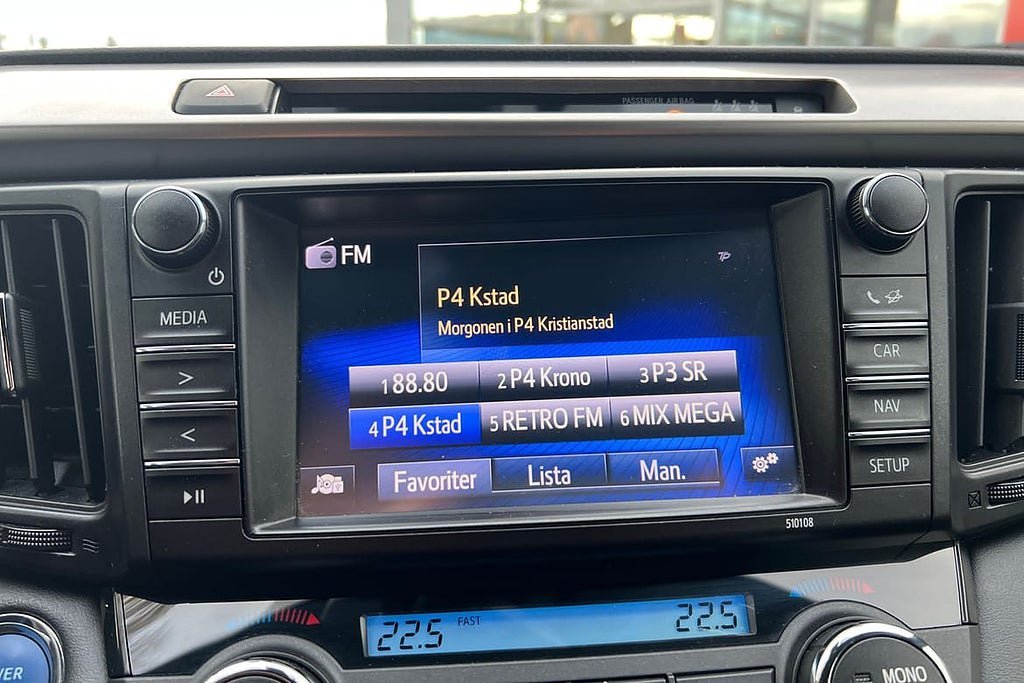 PASSENGER AIR BAG
FM
TP
P4 Kstad
Morgonen i P4 Kristianstad
1 88.80
2 P4 Krono
3 P3 SR
4 P4 Kstad
5 RETRO FM
6 MIX MEGA
Favoriter
Lista
Man.
MEDIA
>
<
CAR
NAV
SETUP
510108
22.5
FAST
22.5
WER
MONO